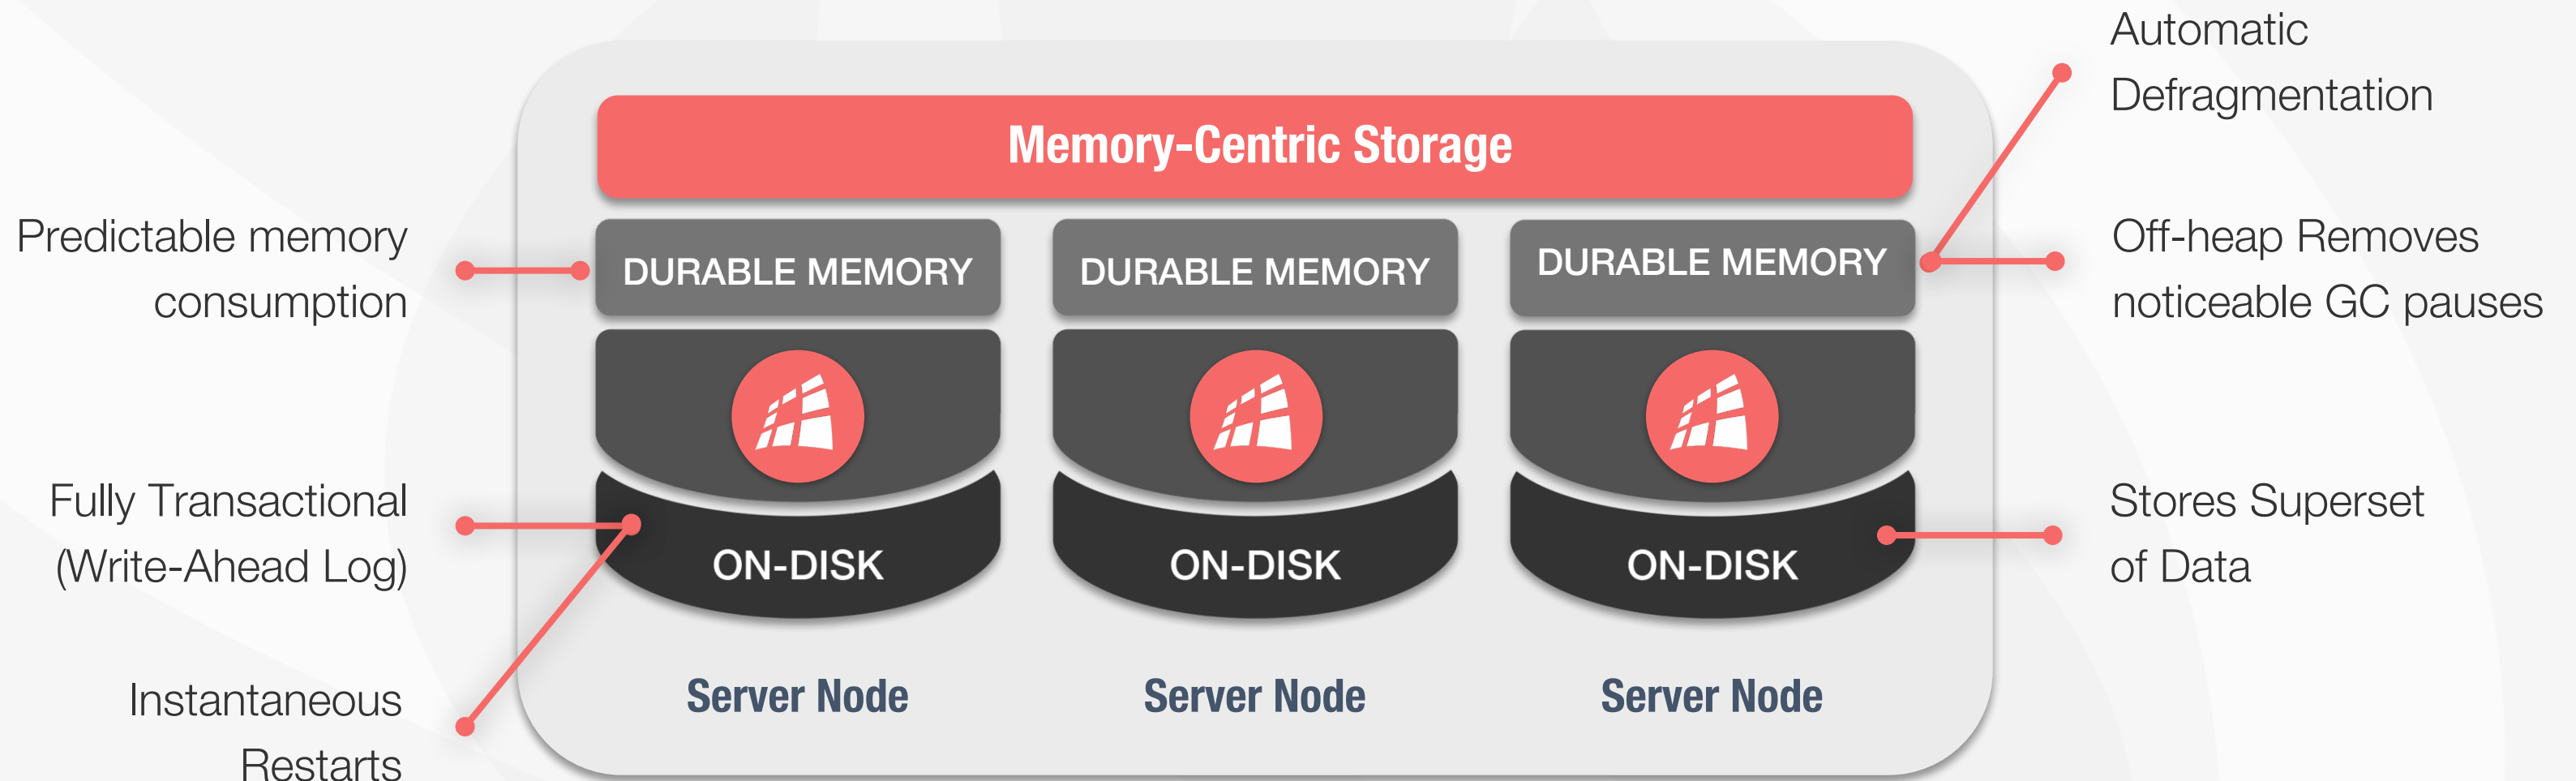 Automatic
Defragmentation
Memory-Centric Storage
Predictable memory
consumption
DURABLE MEMORY
DURABLE MEMORY
DURABLE MEMORY
Off-heap Removes
noticeable GC pauses
Fully Transactional
(Write-Ahead Log)
ON-DISK
ON-DISK
ON-DISK
Stores Superset
of Data
Instantaneous
Restarts
Server Node
Server Node
Server Node